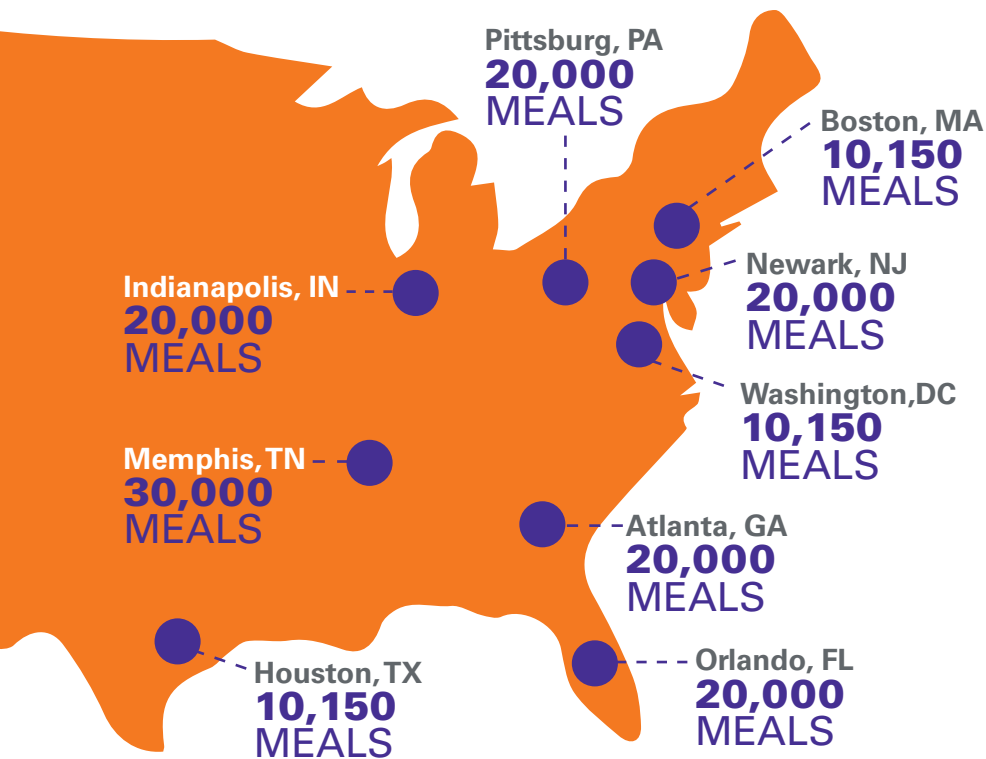 Pittsburg, PA
20,000
MEALS
Boston, MA
10,150
MEALS
Newark, NJ
20,000
MEALS
Indianapolis, IN
20,000
MEALS
Washington,DC
10,150
MEALS
Memphis, TN
30,000
MEALS
Atlanta, GA
20,000
MEALS
Orlando, FL
20,000
MEALS
Houston, TX
10,150
MEALS